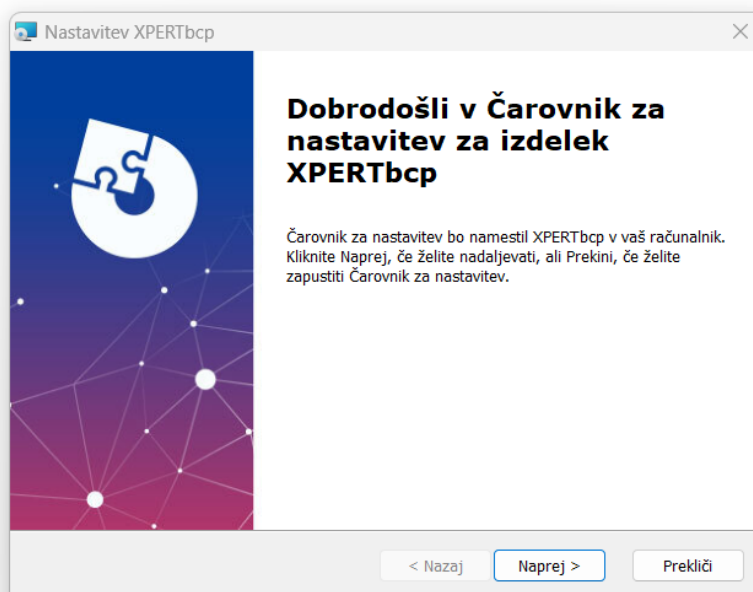 Nastavitev XPERTbcp
Dobrodošli v Čarovnik za
nastavitev za izdelek
XPERTbcp
Čarovnik za nastavitev bo namestil XPERTbcp v vaš računalnik.
Kliknite Naprej, če želite nadaljevati, ali Prekini, če želite
zapustiti Čarovnik za nastavitev.
< Nazaj
Naprej >
Prekliči